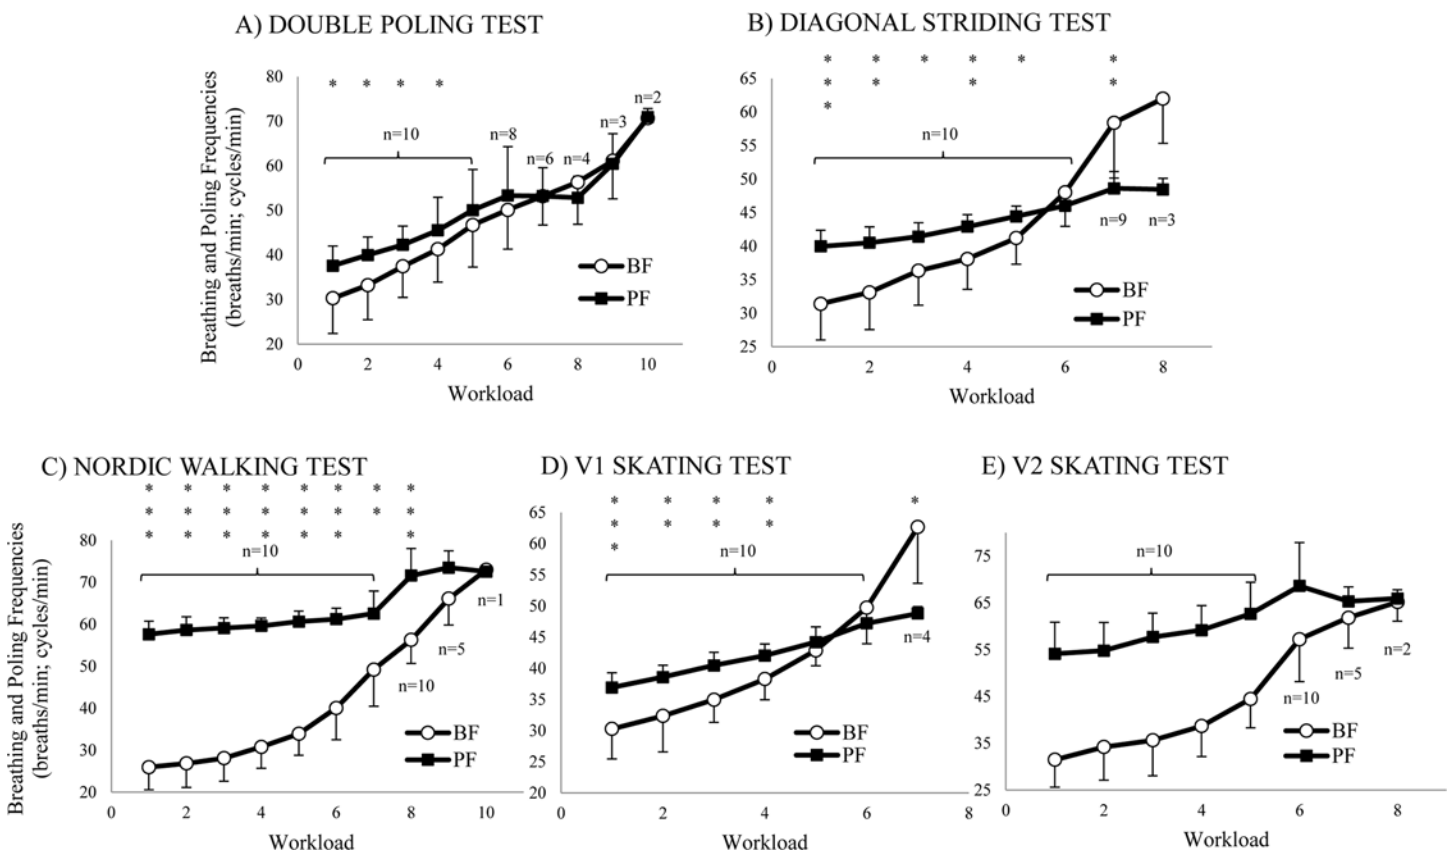 A) DOUBLE POLING TEST
B) DIAGONAL STRIDING TEST
Breathing and Poling Frequencies
(breaths/min; cycles/min)
80
70
60
50
40
30
20
* * * *
n=10
n=8
n=6
n=4
n=3
n=2
BF
PF
0 2 4 6 8 10
Workload
65
60
55
50
45
40
35
30
25
* * * * * *
* * * *
*
n=10
n=9
n=3
BF
PF
0 2 4 6 8
Workload
C) NORDIC WALKING TEST
D) V1 SKATING TEST
E) V2 SKATING TEST
Breathing and Poling Frequencies
(breaths/min; cycles/min)
* * * * * * * *
* * * * * * * *
* * * * * * *
80
70
60
50
40
30
20
n=10
n=10
n=5
n=1
BF
PF
0 2 4 6 8 10
Workload
65
60
55
50
45
40
35
30
25
20
* * * * *
* * * *
*
n=10
n=4
BF
PF
0 2 4 6 8
Workload
75
65
55
45
35
25
n=10
n=10
n=5
n=2
BF
PF
0 2 4 6 8
Workload